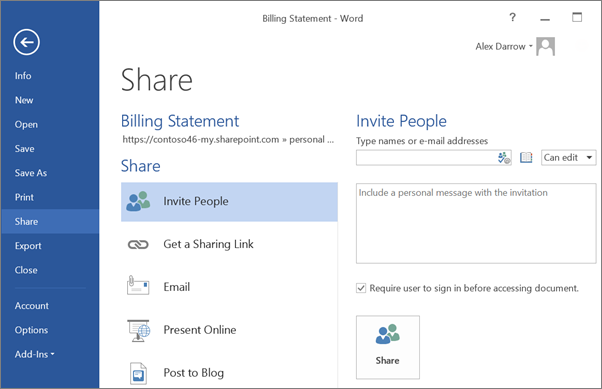 Billing Statement - Word
?
Alex Darrow
Info
New
Open
Save
Save As
Print
Share
Export
Close
Account
Options
Add-Ins
Share
Billing Statement
https://contoso46-my.sharepoint.com » personal ...
Share
Invite People
Get a Sharing Link
Email
Present Online
Post to Blog
Invite People
Type names or e-mail addresses
Can edit
Include a personal message with the invitation
Require user to sign in before accessing document.
Share